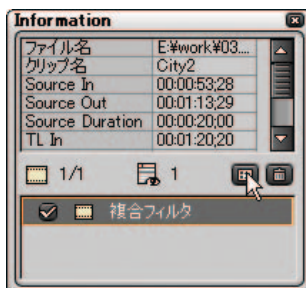 Information
ファイル名 E:¥work¥03...
クリップ名 City2
Source In 00:00:53;28
Source Out 00:01:13;29
Source Duration 00:00:20;00
TL In 00:01:20;20
1/1 1
複合フィルタ